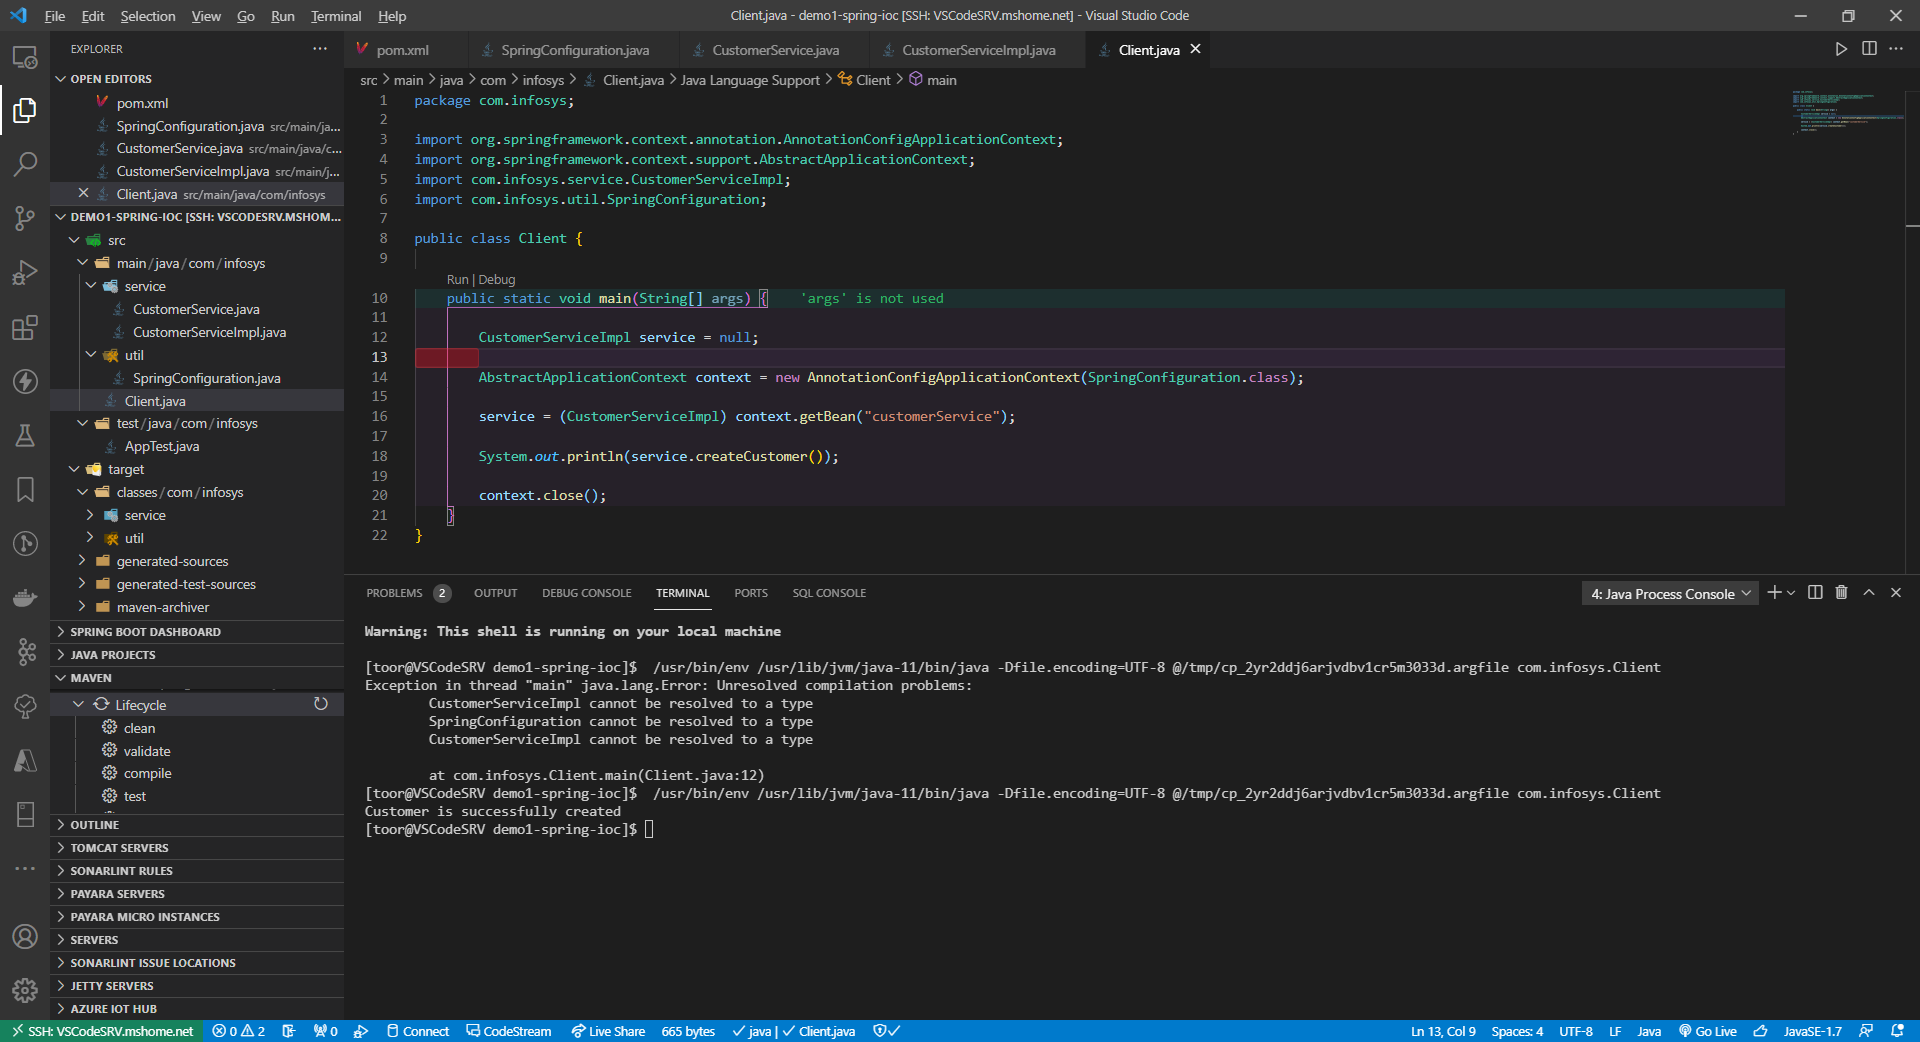 File Edit Selection View Go Run Terminal Help
Client.java - demo1-spring-ioc [SSH: VSCodeSRV.mshome.net] - Visual Studio Code
EXPLORER
OPEN EDITORS
pom.xml
SpringConfiguration.java src/main/ja...
CustomerService.java src/main/java/c...
CustomerServiceImpl.java src/main/j...
Client.java src/main/java/com/infosys
DEMO1-SPRING-IOC [SSH: VSCODESRV.MSHOM...
src
main/java/com/infosys
service
CustomerService.java
CustomerServiceImpl.java
util
SpringConfiguration.java
Client.java
test/java/com/infosys
AppTest.java
target
classes/com/infosys
service
util
generated-sources
generated-test-sources
maven-archiver
SPRING BOOT DASHBOARD
JAVA PROJECTS
MAVEN
Lifecycle
clean
validate
compile
test
OUTLINE
TOMCAT SERVERS
SONARLINT RULES
PAYARA SERVERS
PAYARA MICRO INSTANCES
SERVERS
SONARLINT ISSUE LOCATIONS
JETTY SERVERS
AZURE IOT HUB
pom.xml SpringConfiguration.java CustomerService.java CustomerServiceImpl.java Client.java
src > main > java > com > infosys > Client.java > Java Language Support > Client > main
1 package com.infosys;
2
3 import org.springframework.context.annotation.AnnotationConfigApplicationContext;
4 import org.springframework.context.support.AbstractApplicationContext;
5 import com.infosys.service.CustomerServiceImpl;
6 import com.infosys.util.SpringConfiguration;
7
8 public class Client {
9
Run | Debug
10 public static void main(String[] args) { 'args' is not used
11
12 CustomerServiceImpl service = null;
13
14 AbstractApplicationContext context = new AnnotationConfigApplicationContext(SpringConfiguration.class);
15
16 service = (CustomerServiceImpl) context.getBean("customerService");
17
18 System.out.println(service.createCustomer());
19
20 context.close();
21 }
22 }
PROBLEMS 2 OUTPUT DEBUG CONSOLE TERMINAL PORTS SQL CONSOLE
4: Java Process Console
Warning: This shell is running on your local machine
[toor@VSCodeSRV demo1-spring-ioc]$  /usr/bin/env /usr/lib/jvm/java-11/bin/java -Dfile.encoding=UTF-8 @/tmp/cp_2yr2ddj6arjvdbv1cr5m3033d.argfile com.infosys.Client
Exception in thread "main" java.lang.Error: Unresolved compilation problems:
CustomerServiceImpl cannot be resolved to a type
SpringConfiguration cannot be resolved to a type
CustomerServiceImpl cannot be resolved to a type
at com.infosys.Client.main(Client.java:12)
[toor@VSCodeSRV demo1-spring-ioc]$  /usr/bin/env /usr/lib/jvm/java-11/bin/java -Dfile.encoding=UTF-8 @/tmp/cp_2yr2ddj6arjvdbv1cr5m3033d.argfile com.infosys.Client
Customer is successfully created
[toor@VSCodeSRV demo1-spring-ioc]$
SSH: VSCodeSRV.mshome.net 0 2 0 Connect CodeStream Live Share 665 bytes java | Client.java
Ln 13, Col 9 Spaces: 4 UTF-8 LF Java Go Live JavaSE-1.7